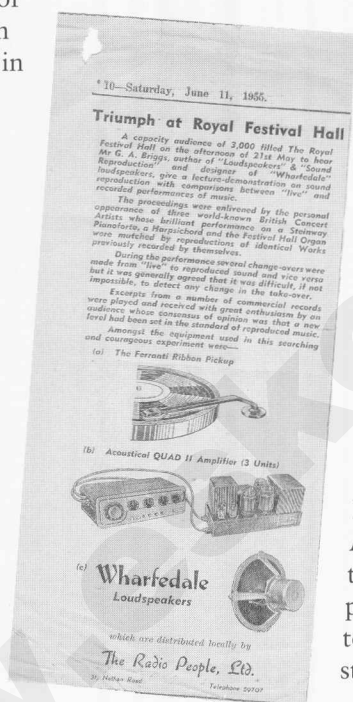 in
10—Saturday, June 11, 1955.
Triumph at Royal Festival Hall
A capacity audience of 3,000 filled The Royal
Festival Hall on the afternoon of 21st May to hear
Mr G. A. Briggs, author of "Loudspeakers" & "Sound
Reproduction" and designer of "Wharfedale"
loudspeakers, give a lecture-demonstration on sound
reproduction with comparisons between "live" and
recorded performances of music.
The proceedings were enlivened by the personal
appearance of three world-known British Concert
Artists whose brilliant performance on a Steinway
Pianoforte, a Harpsichord and the Festival Hall Organ
were matched by reproductions of identical Works
previously recorded by themselves.
During the performance several change-overs were
made from "live" to reproduced sound and vice versa
but it was generally agreed that it was difficult, if not
impossible, to detect any change in the take-over.
Excerpts from a number of commercial records
were played and received with great enthusiasm by an
audience whose consensus of opinion was that a new
level had been set in the standard of reproduced music.
Amongst the equipment used in this searching
and courageous experiment were—
(a) The Ferranti Ribbon Pickup
(b) Acoustical QUAD II Amplifier (3 Units)
(c) Wharfedale
Loudspeakers
which are distributed locally by
The Radio People, Ltd.
Nathan Road
Telephone